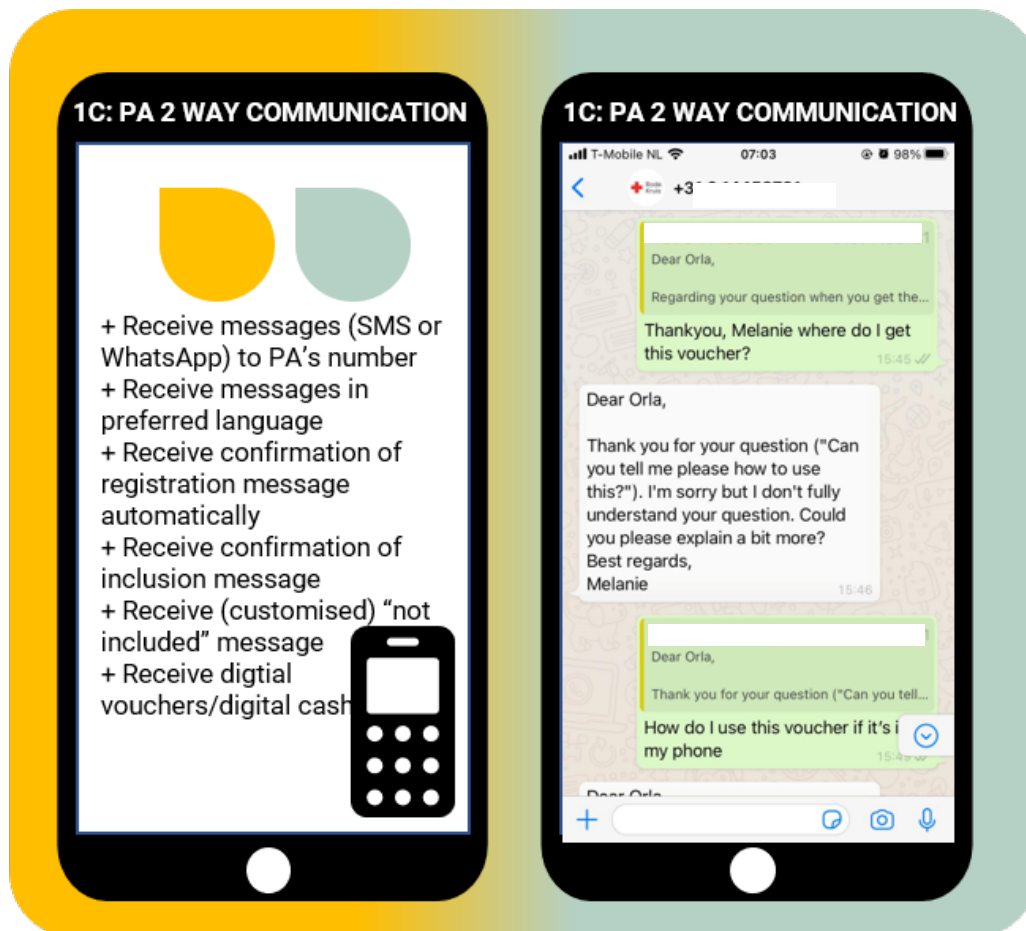 1C: PA 2 WAY COMMUNICATION
+ Receive messages (SMS or
WhatsApp) to PA's number
+ Receive messages in
preferred language
+ Receive confirmation of
registration message
automatically
+ Receive confirmation of
inclusion message
+ Receive (customised) “not
included” message
+ Receive digtial
vouchers/digital cash
1C: PA 2 WAY COMMUNICATION
T-Mobile NL 07:03 98%
Rode
Kruis
+3
Dear Orla,
Regarding your question when you get the...
Thankyou, Melanie where do I get
this voucher?
15:45
Dear Orla,
Thank you for your question ("Can
you tell me please how to use
this?"). I'm sorry but I don't fully
understand your question. Could
you please explain a bit more?
Best regards,
Melanie
15:46
Dear Orla,
Thank you for your question ("Can you tell...
How do I use this voucher if it's i
my phone
15:49
Dear Orla